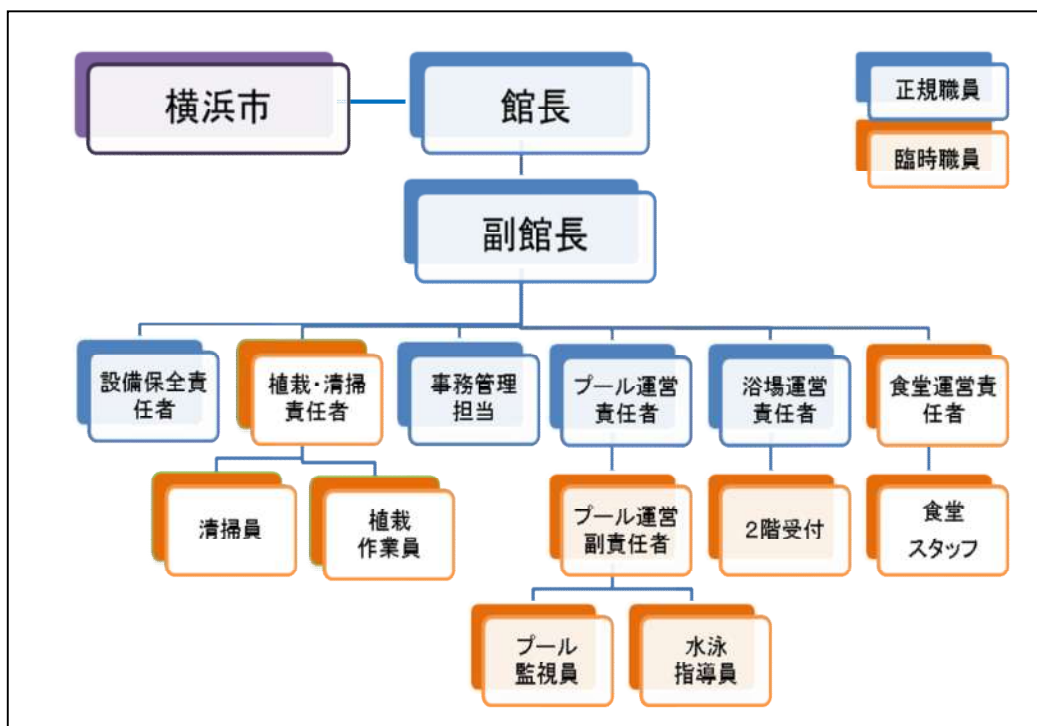 横浜市
館長
正規職員
臨時職員
副館長
設備保全責
任者
植栽・清掃
責任者
事務管理
担当
プール運営
責任者
浴場運営
責任者
食堂運営責
任者
清掃員
植栽
作業員
プール運営
副責任者
2階受付
食堂
スタッフ
プール
監視員
水泳
指導員